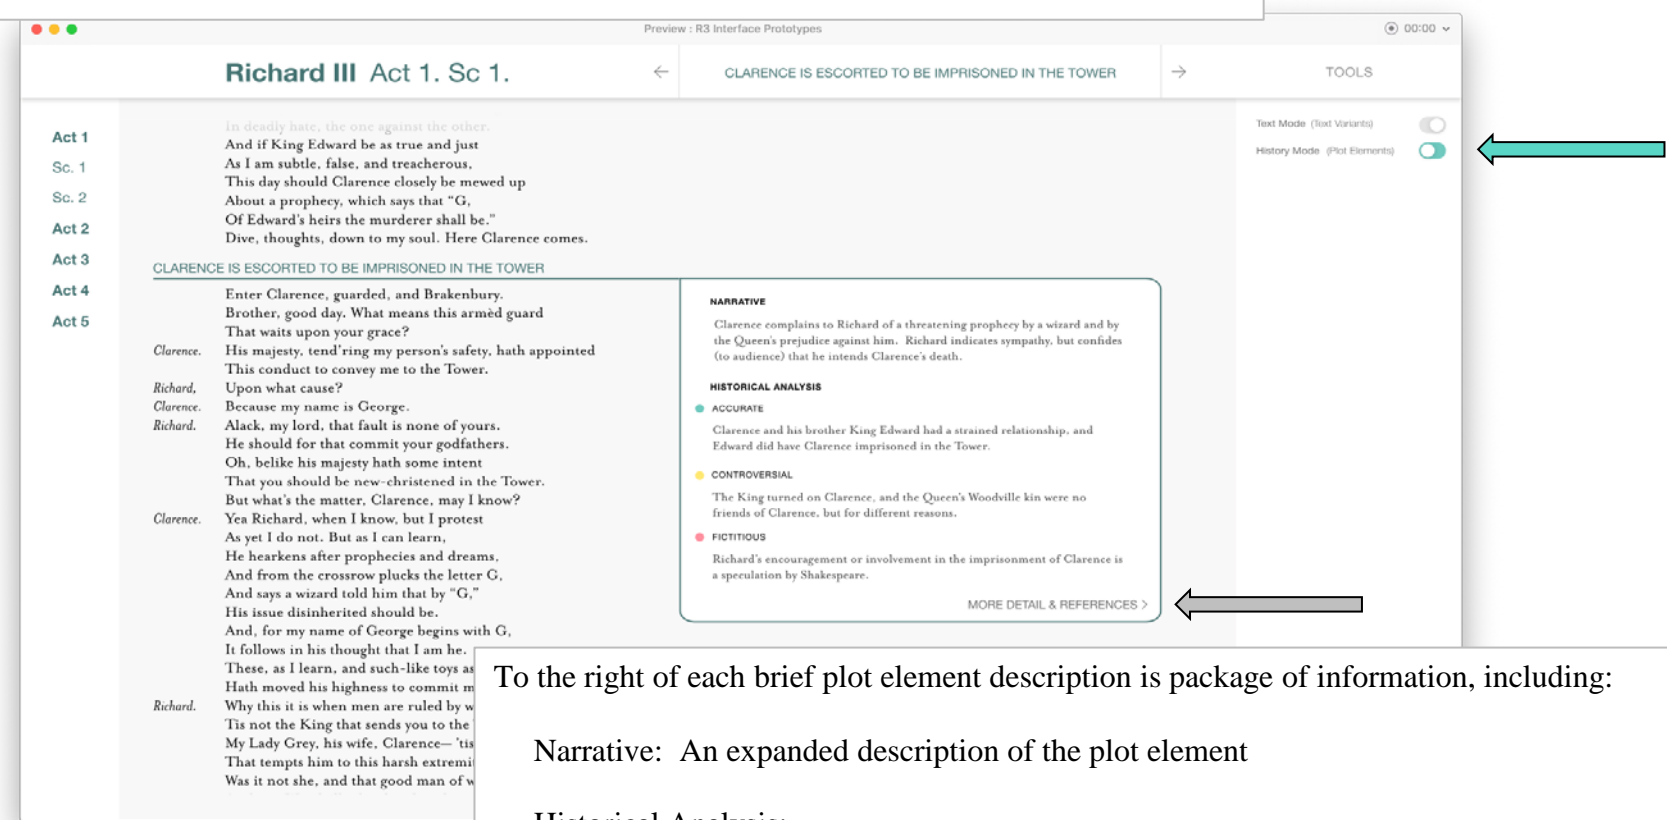 Preview : R3 Interface Prototypes
00:00
Richard III Act 1. Sc 1.
CLARENCE IS ESCORTED TO BE IMPRISONED IN THE TOWER
TOOLS
Act 1
Sc. 1
Sc. 2
Act 2
Act 3
Act 4
Act 5
In deadly hate, the one against the other.
And if King Edward be as true and just
As I am subtle, false, and treacherous,
This day should Clarence closely be mewed up
About a prophecy, which says that “G,
Of Edward’s heirs the murderer shall be.”
Dive, thoughts, down to my soul. Here Clarence comes.
CLARENCE IS ESCORTED TO BE IMPRISONED IN THE TOWER
Enter Clarence, guarded, and Brakenbury.
Brother, good day. What means this armèd guard
That waits upon your grace?
Clarence. His majesty, tend’ring my person’s safety, hath appointed
This conduct to convey me to the Tower.
Richard, Upon what cause?
Clarence. Because my name is George.
Richard. Alack, my lord, that fault is none of yours.
He should for that commit your godfathers.
Oh, belike his majesty hath some intent
That you should be new-christened in the Tower.
But what’s the matter, Clarence, may I know?
Clarence. Yea Richard, when I know, but I protest
As yet I do not. But as I can learn,
He hearkens after prophecies and dreams,
And from the crossrow plucks the letter G,
And says a wizard told him that by “G,”
His issue disinherited should be.
And, for my name of George begins with G,
It follows in his thought that I am he.
These, as I learn, and such-like toys as
Hath moved his highness to commit
Richard. Why this it is when men are ruled by
Tis not the King that sends you to the
My Lady Grey, his wife, Clarence— ’tis
That tempts him to this harsh
Was it not she, and that good man of
NARRATIVE
Clarence complains to Richard of a threatening prophecy by a wizard and by
the Queen’s prejudice against him. Richard indicates sympathy, but confides
(to audience) that he intends Clarence’s death.
HISTORICAL ANALYSIS
ACCURATE
Clarence and his brother King Edward had a strained relationship, and
Edward did have Clarence imprisoned in the Tower.
CONTROVERSIAL
The King turned on Clarence, and the Queen’s Woodville kin were no
friends of Clarence, but for different reasons.
FICTITIOUS
Richard’s encouragement or involvement in the imprisonment of Clarence is
a speculation by Shakespeare.
MORE DETAIL & REFERENCES >
Text Mode (Text Variants)
History Mode (Plot Elements)
To the right of each brief plot element description is package of information, including:
Narrative: An expanded description of the plot element
Historical Analysis: